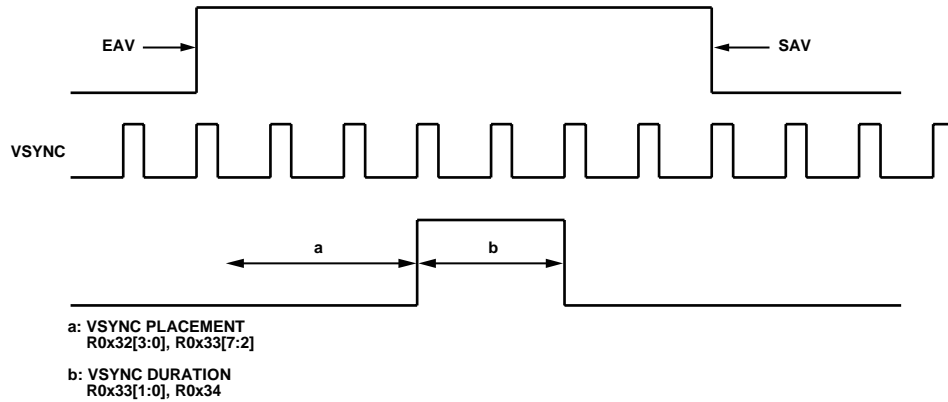 EAV
SAV
VSYNC
a
b
a: VSYNC PLACEMENT
R0x32[3:0], R0x33[7:2]
b: VSYNC DURATION
R0x33[1:0], R0x34